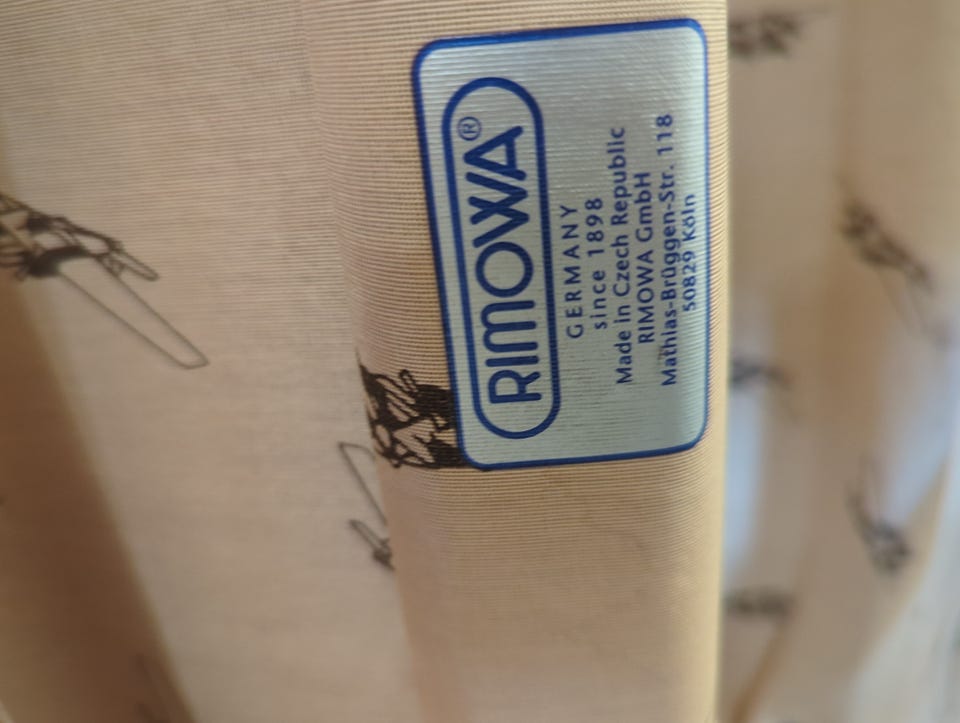 RIMOWA®
GERMANY
since 1898
Made in Czech Republic
RIMOWA GmbH
Mathias-Brüggen-Str. 118
50829 Köln